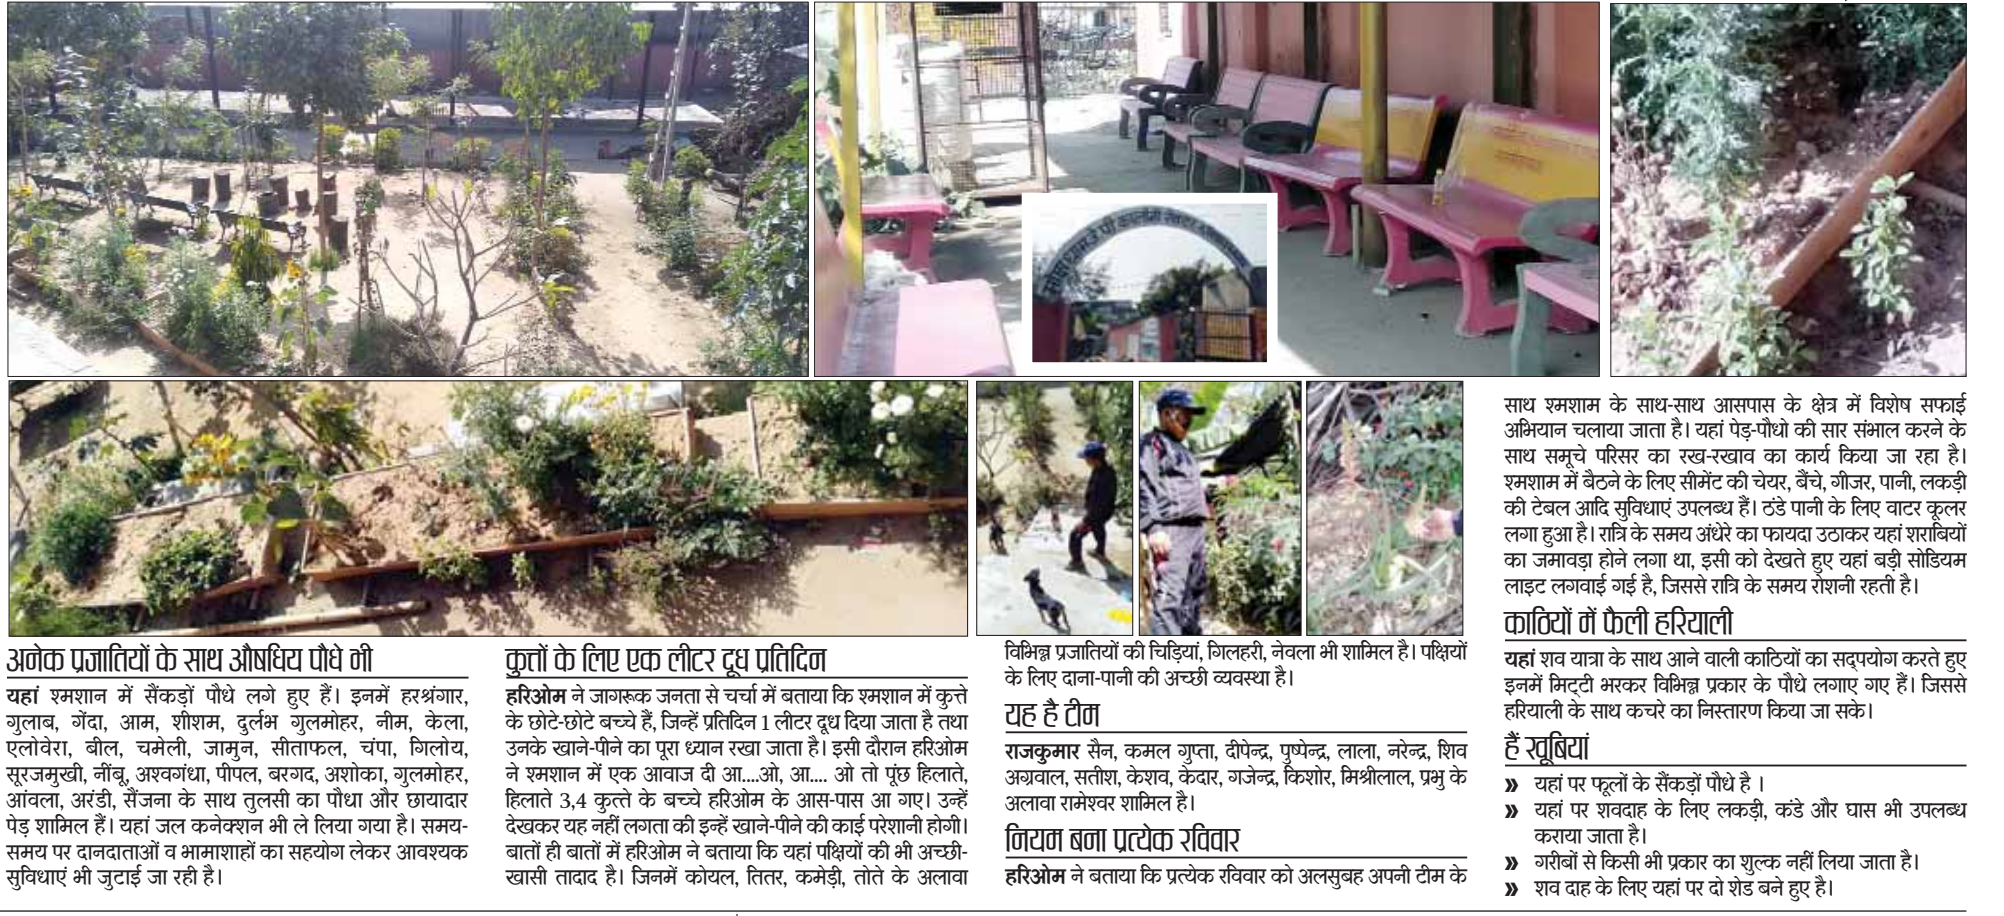 अनेक प्रजातियों के साथ औषधिय पौधे भी
यहां श्मशान में सैंकड़ों पौधे लगे हुए हैं। इनमें हरश्रंगार,
गुलाब, गेंदा, आम, शीशम, दुर्लभ गुलमोहर, नीम, केला,
एलोवेरा, बील, चमेली, जामुन, सीताफल, चंपा, गिलोय,
सूरजमुखी, नींबू, अश्वगंधा, पीपल, बरगद, अशोका, गुलमोहर,
आंवला, अरंडी, सैंजना के साथ तुलसी का पौधा और छायादार
पेड़ शामिल हैं। यहां जल कनेक्शन भी ले लिया गया है। समय-
समय पर दानदाताओं व भामाशाहों का सहयोग लेकर आवश्यक
सुविधाएं भी जुटाई जा रही है।
कुत्तों के लिए एक लीटर दूध प्रतिदिन
हरिओम ने जागरूक जनता से चर्चा में बताया कि श्मशान में कुत्ते
के छोटे-छोटे बच्चे हैं, जिन्हें प्रतिदिन 1 लीटर दूध दिया जाता है तथा
उनके खाने-पीने का पूरा ध्यान रखा जाता है। इसी दौरान हरिओम
ने श्मशान में एक आवाज दी आ....ओ, आ.... ओ तो पूंछ हिलाते,
हिलाते 3,4 कुत्ते के बच्चे हरिओम के आस-पास आ गए। उन्हें
देखकर यह नहीं लगता की इन्हें खाने-पीने की काई परेशानी होगी।
बातों ही बातों में हरिओम ने बताया कि यहां पक्षियों की भी अच्छी-
खासी तादाद है। जिनमें कोयल, तितर, कमेड़ी, तोते के अलावा
विभिन्न प्रजातियों की चिड़ियां, गिलहरी, नेवला भी शामिल है। पक्षियों
के लिए दाना-पानी की अच्छी व्यवस्था है।
यह है टीम
राजकुमार सैन, कमल गुप्ता, दीपेन्द्र, पुष्पेन्द्र, लाला, नरेन्द्र, शिव
अग्रवाल, सतीश, केशव, केदार, गजेन्द्र, किशोर, मिश्रीलाल, प्रभु के
अलावा रामेश्वर शामिल है।
नियम बना प्रत्येक रविवार
हरिओम ने बताया कि प्रत्येक रविवार को अलसुबह अपनी टीम के
साथ श्मशाम के साथ-साथ आसपास के क्षेत्र में विशेष सफाई
अभियान चलाया जाता है। यहां पेड़-पौधो की सार संभाल करने के
साथ समूचे परिसर का रख-रखाव का कार्य किया जा रहा है।
श्मशाम में बैठने के लिए सीमेंट की चेयर, बैंचे, गीजर, पानी, लकड़ी
की टेबल आदि सुविधाएं उपलब्ध हैं। ठंडे पानी के लिए वाटर कूलर
लगा हुआ है। रात्रि के समय अंधेरे का फायदा उठाकर यहां शराबियों
का जमावड़ा होने लगा था, इसी को देखते हुए यहां बड़ी सोडियम
लाइट लगवाई गई है, जिससे रात्रि के समय रोशनी रहती है।
काठियों में फैली हरियाली
यहां शव यात्रा के साथ आने वाली काठियों का सद्पयोग करते हुए
इनमें मिट्टी भरकर विभिन्न प्रकार के पौधे लगाए गए हैं। जिससे
हरियाली के साथ कचरे का निस्तारण किया जा सके।
हैं खूबियां
» यहां पर फूलों के सैंकड़ों पौधे है ।
» यहां पर शवदाह के लिए लकड़ी, कंडे और घास भी उपलब्ध
कराया जाता है।
» गरीबों से किसी भी प्रकार का शुल्क नहीं लिया जाता है।
» शव दाह के लिए यहां पर दो शेड बने हुए है।